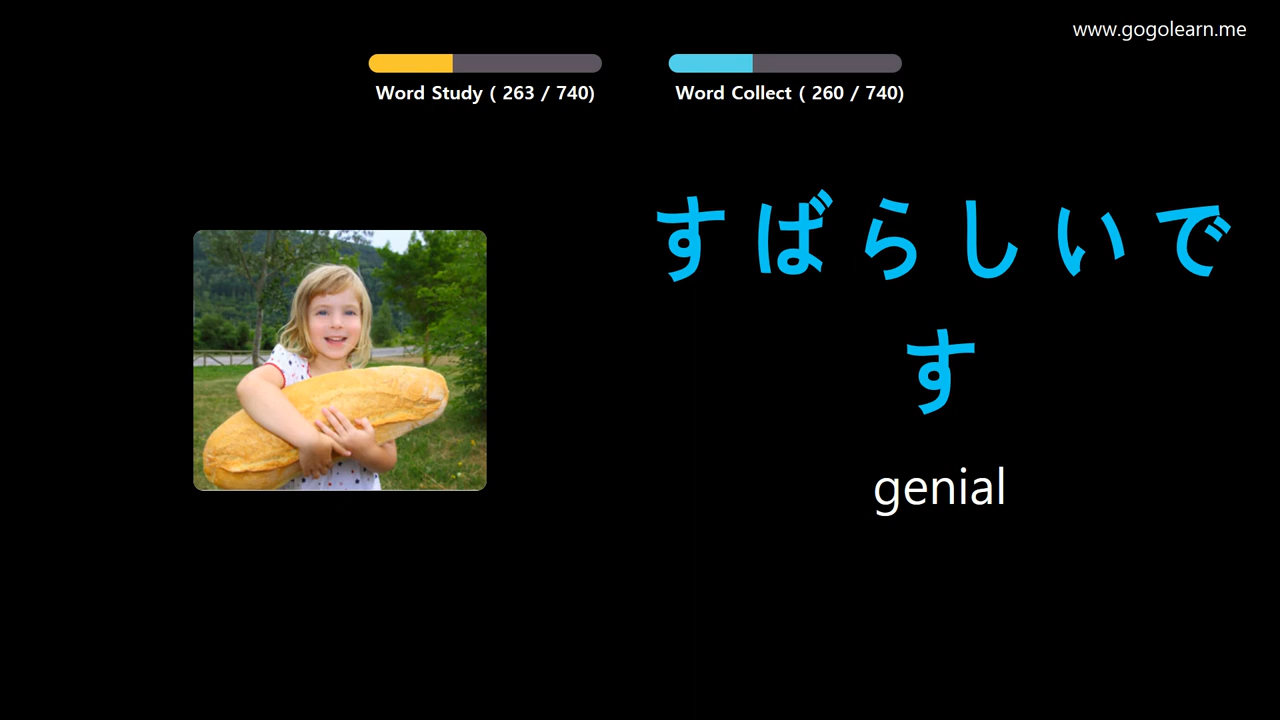 www.gogolearn.me
Word Study ( 263 / 740)
Word Collect ( 260 / 740)
すばらしいで
す
genial